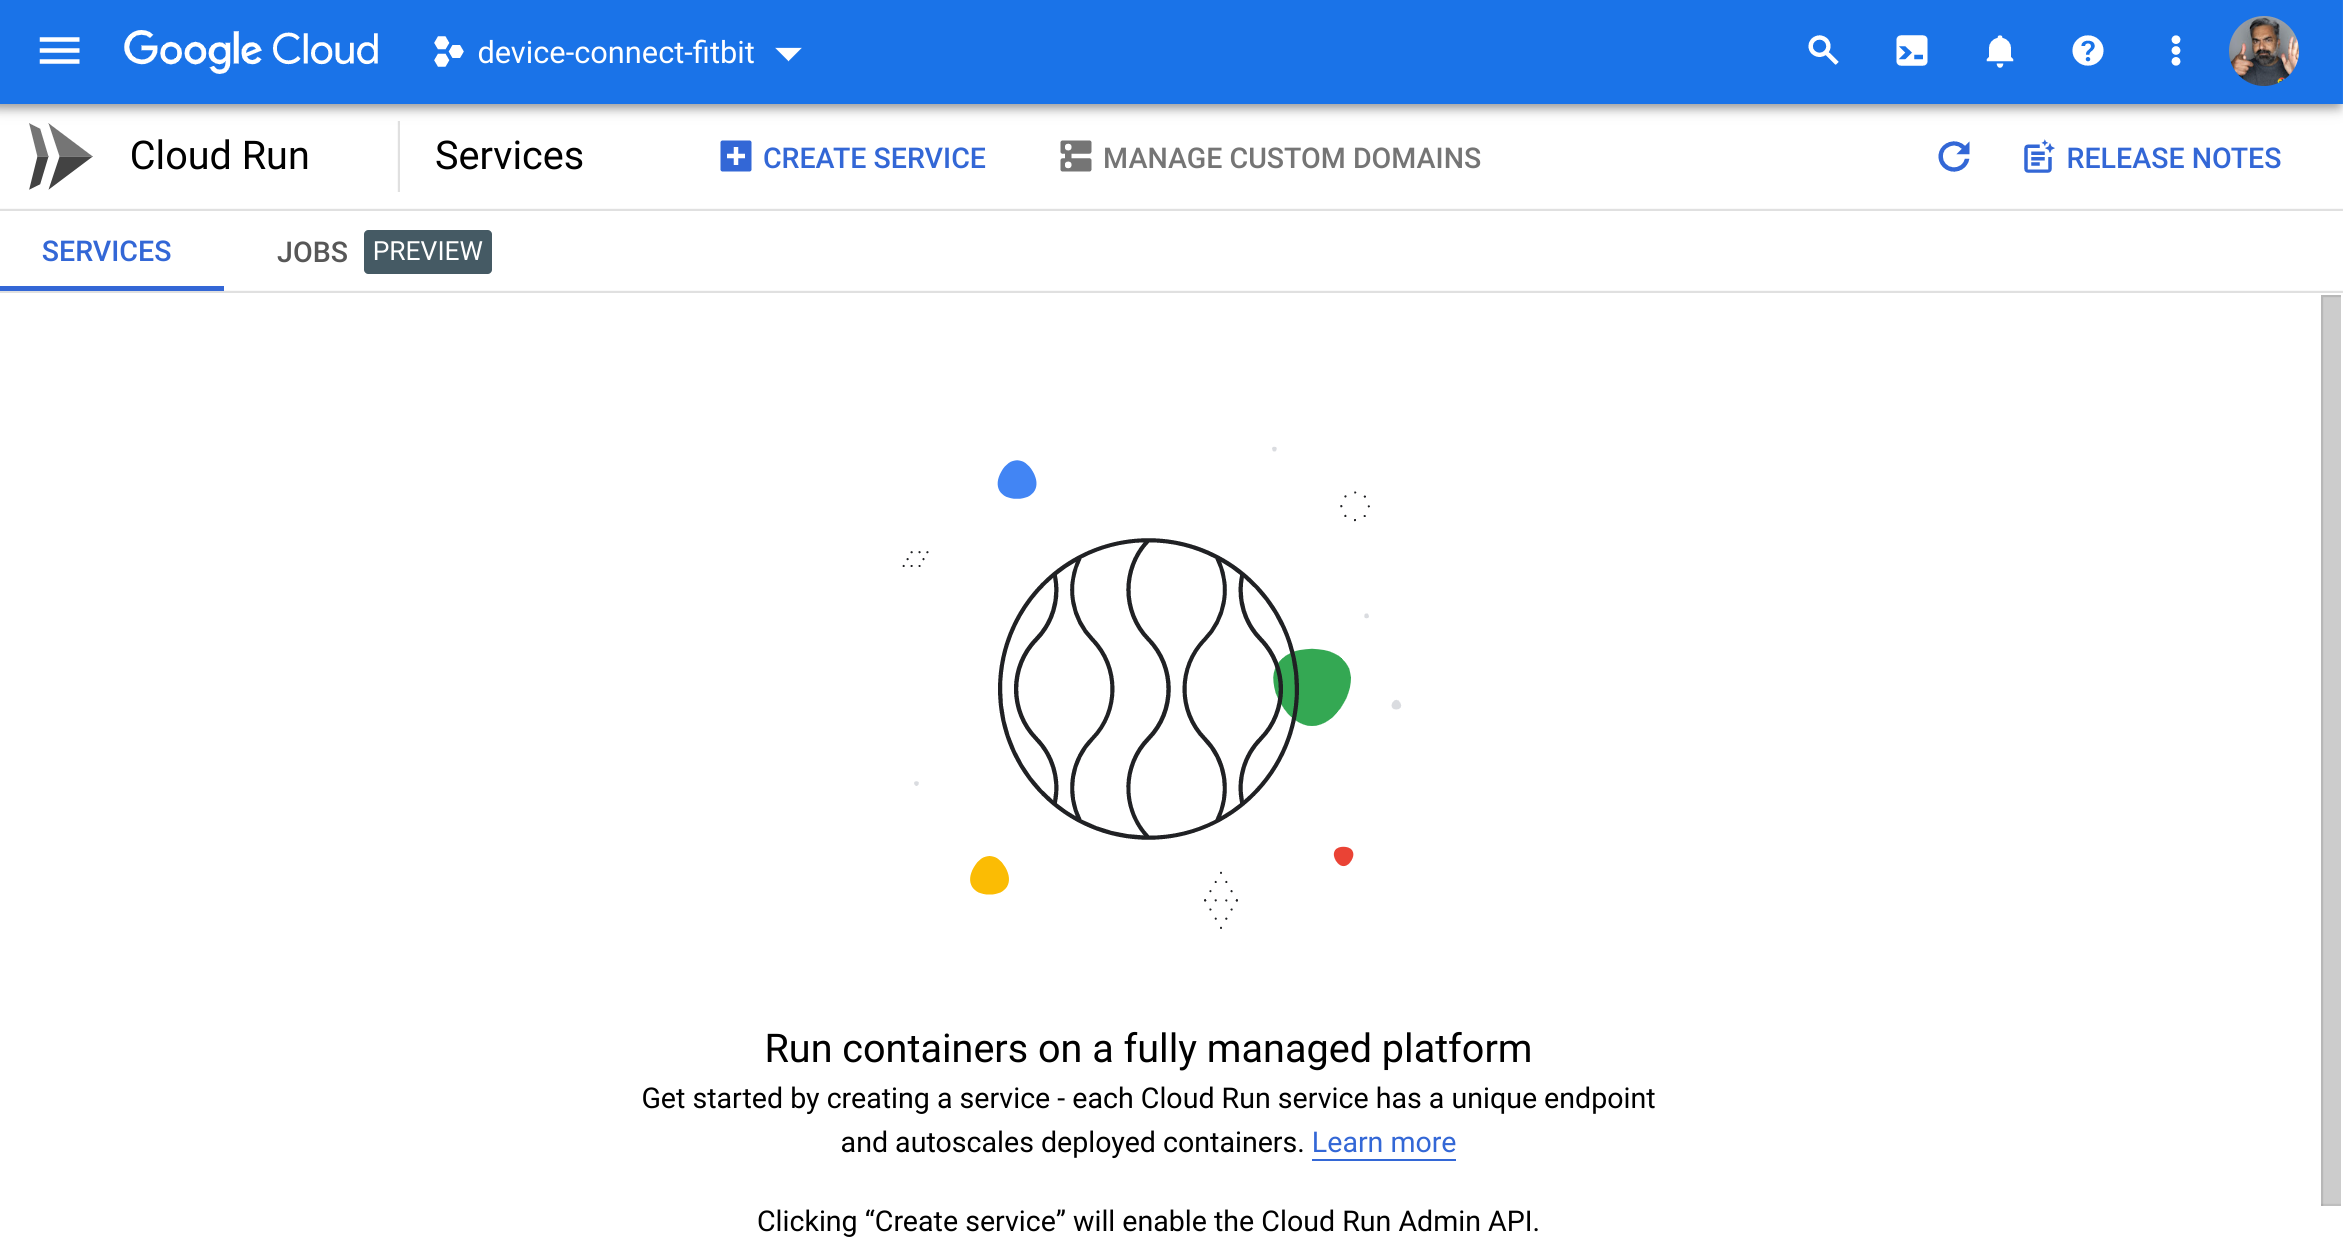 Google Cloud
device-connect-fitbit
Cloud Run
Services
CREATE SERVICE
MANAGE CUSTOM DOMAINS
RELEASE NOTES
SERVICES
JOBS
PREVIEW
Run containers on a fully managed platform
Get started by creating a service - each Cloud Run service has a unique endpoint
and autoscales deployed containers. Learn more
Clicking “Create service” will enable the Cloud Run Admin API.